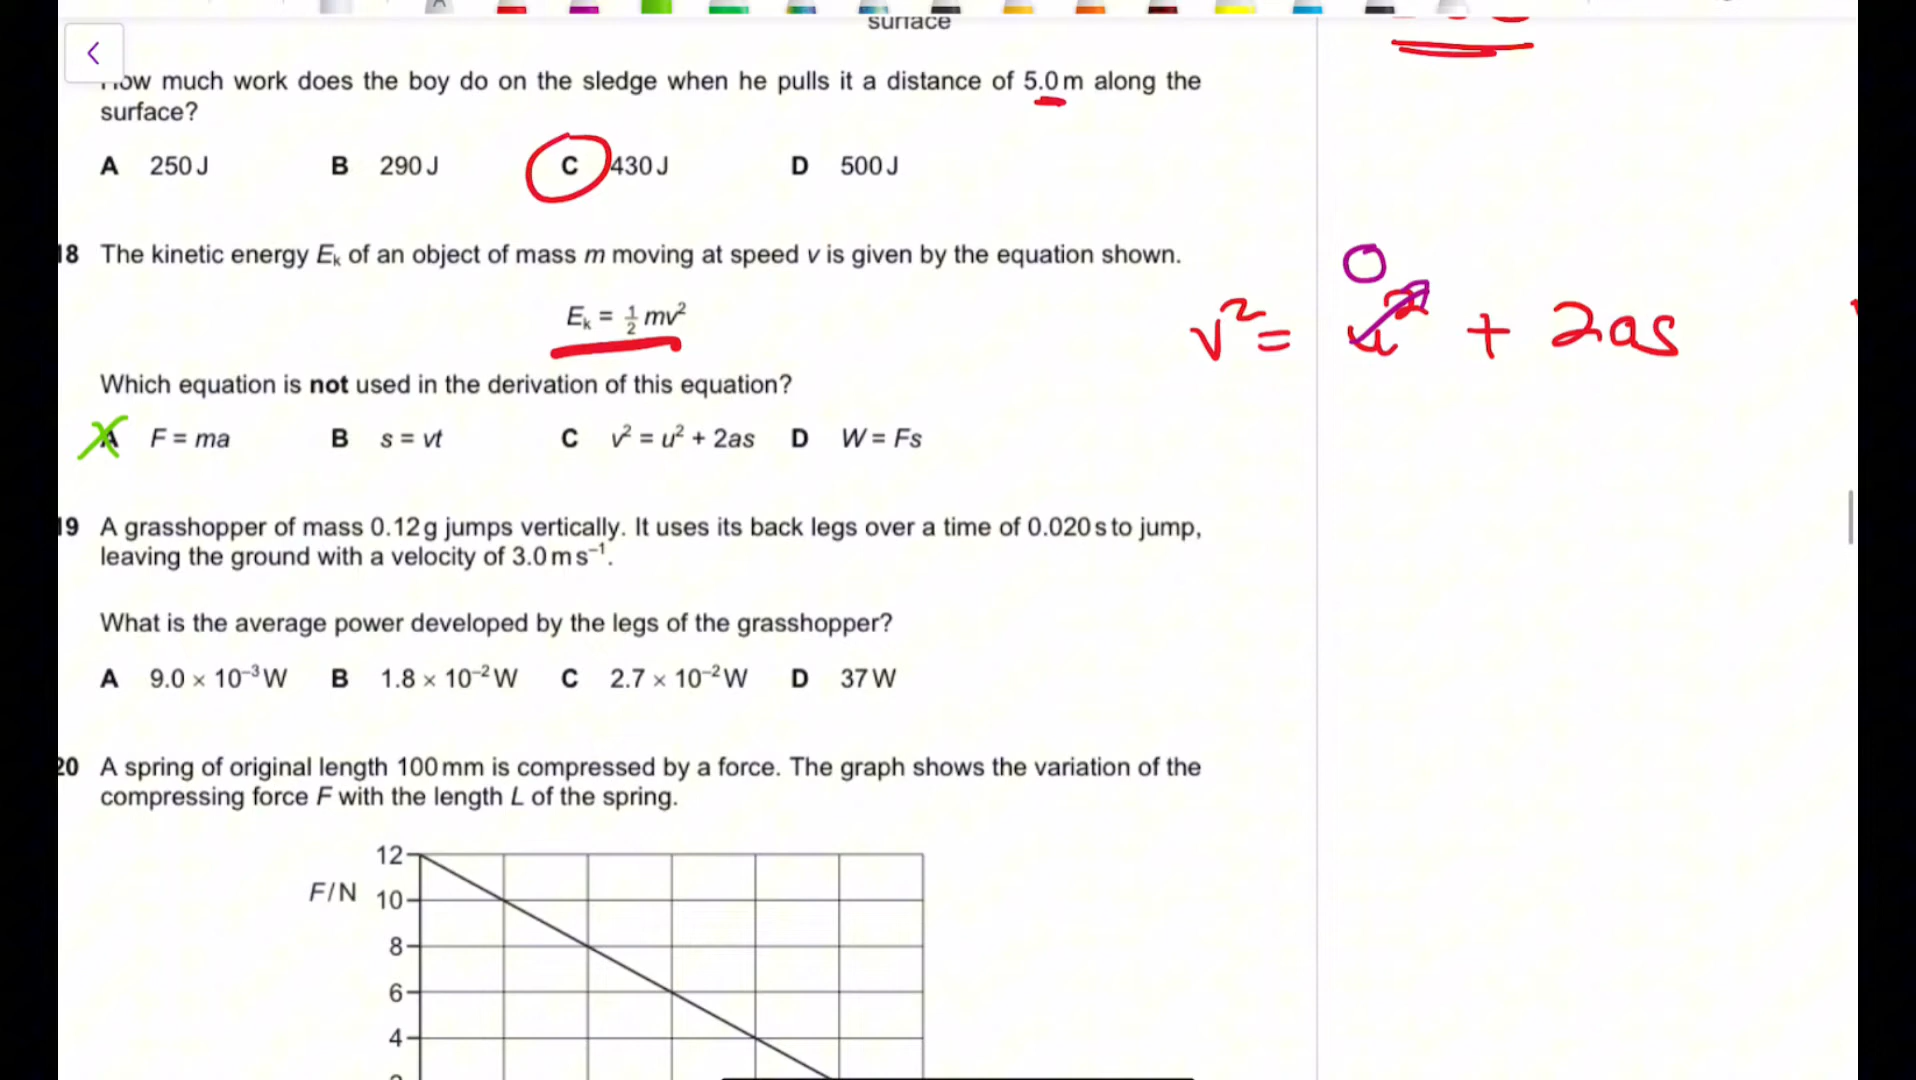 surface
How much work does the boy do on the sledge when he pulls it a distance of 5.0 m along the
surface?
A 250 J B 290 J C 430 J D 500 J
18 The kinetic energy Eₖ of an object of mass m moving at speed v is given by the equation shown.
Eₖ = ½ mv²
0
v² = u² + 2as
Which equation is not used in the derivation of this equation?
A F = ma B s = vt C v² = u² + 2as D W = Fs
19 A grasshopper of mass 0.12 g jumps vertically. It uses its back legs over a time of 0.020 s to jump,
leaving the ground with a velocity of 3.0 m s⁻¹.
What is the average power developed by the legs of the grasshopper?
A 9.0 × 10⁻³ W B 1.8 × 10⁻² W C 2.7 × 10⁻² W D 37 W
20 A spring of original length 100 mm is compressed by a force. The graph shows the variation of the
compressing force F with the length L of the spring.
12
F/N 10
8
6
4